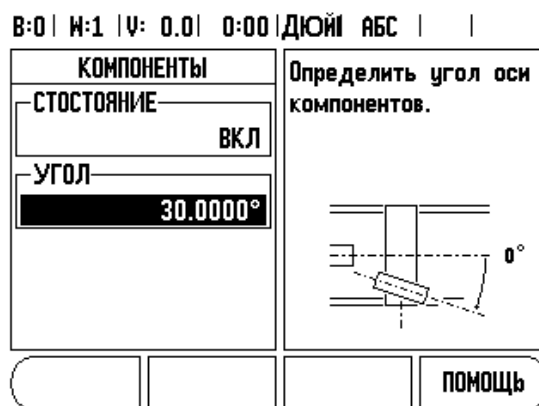 B:0 | W:1 | V: 0.0 | 0:00 | ДЮЙМ АБС | |
КОМПОНЕНТЫ
СТОСТОЯНИЕ
ВКЛ
УГОЛ
30.0000°
Определить угол оси
компонентов.
0°
ПОМОЩЬ